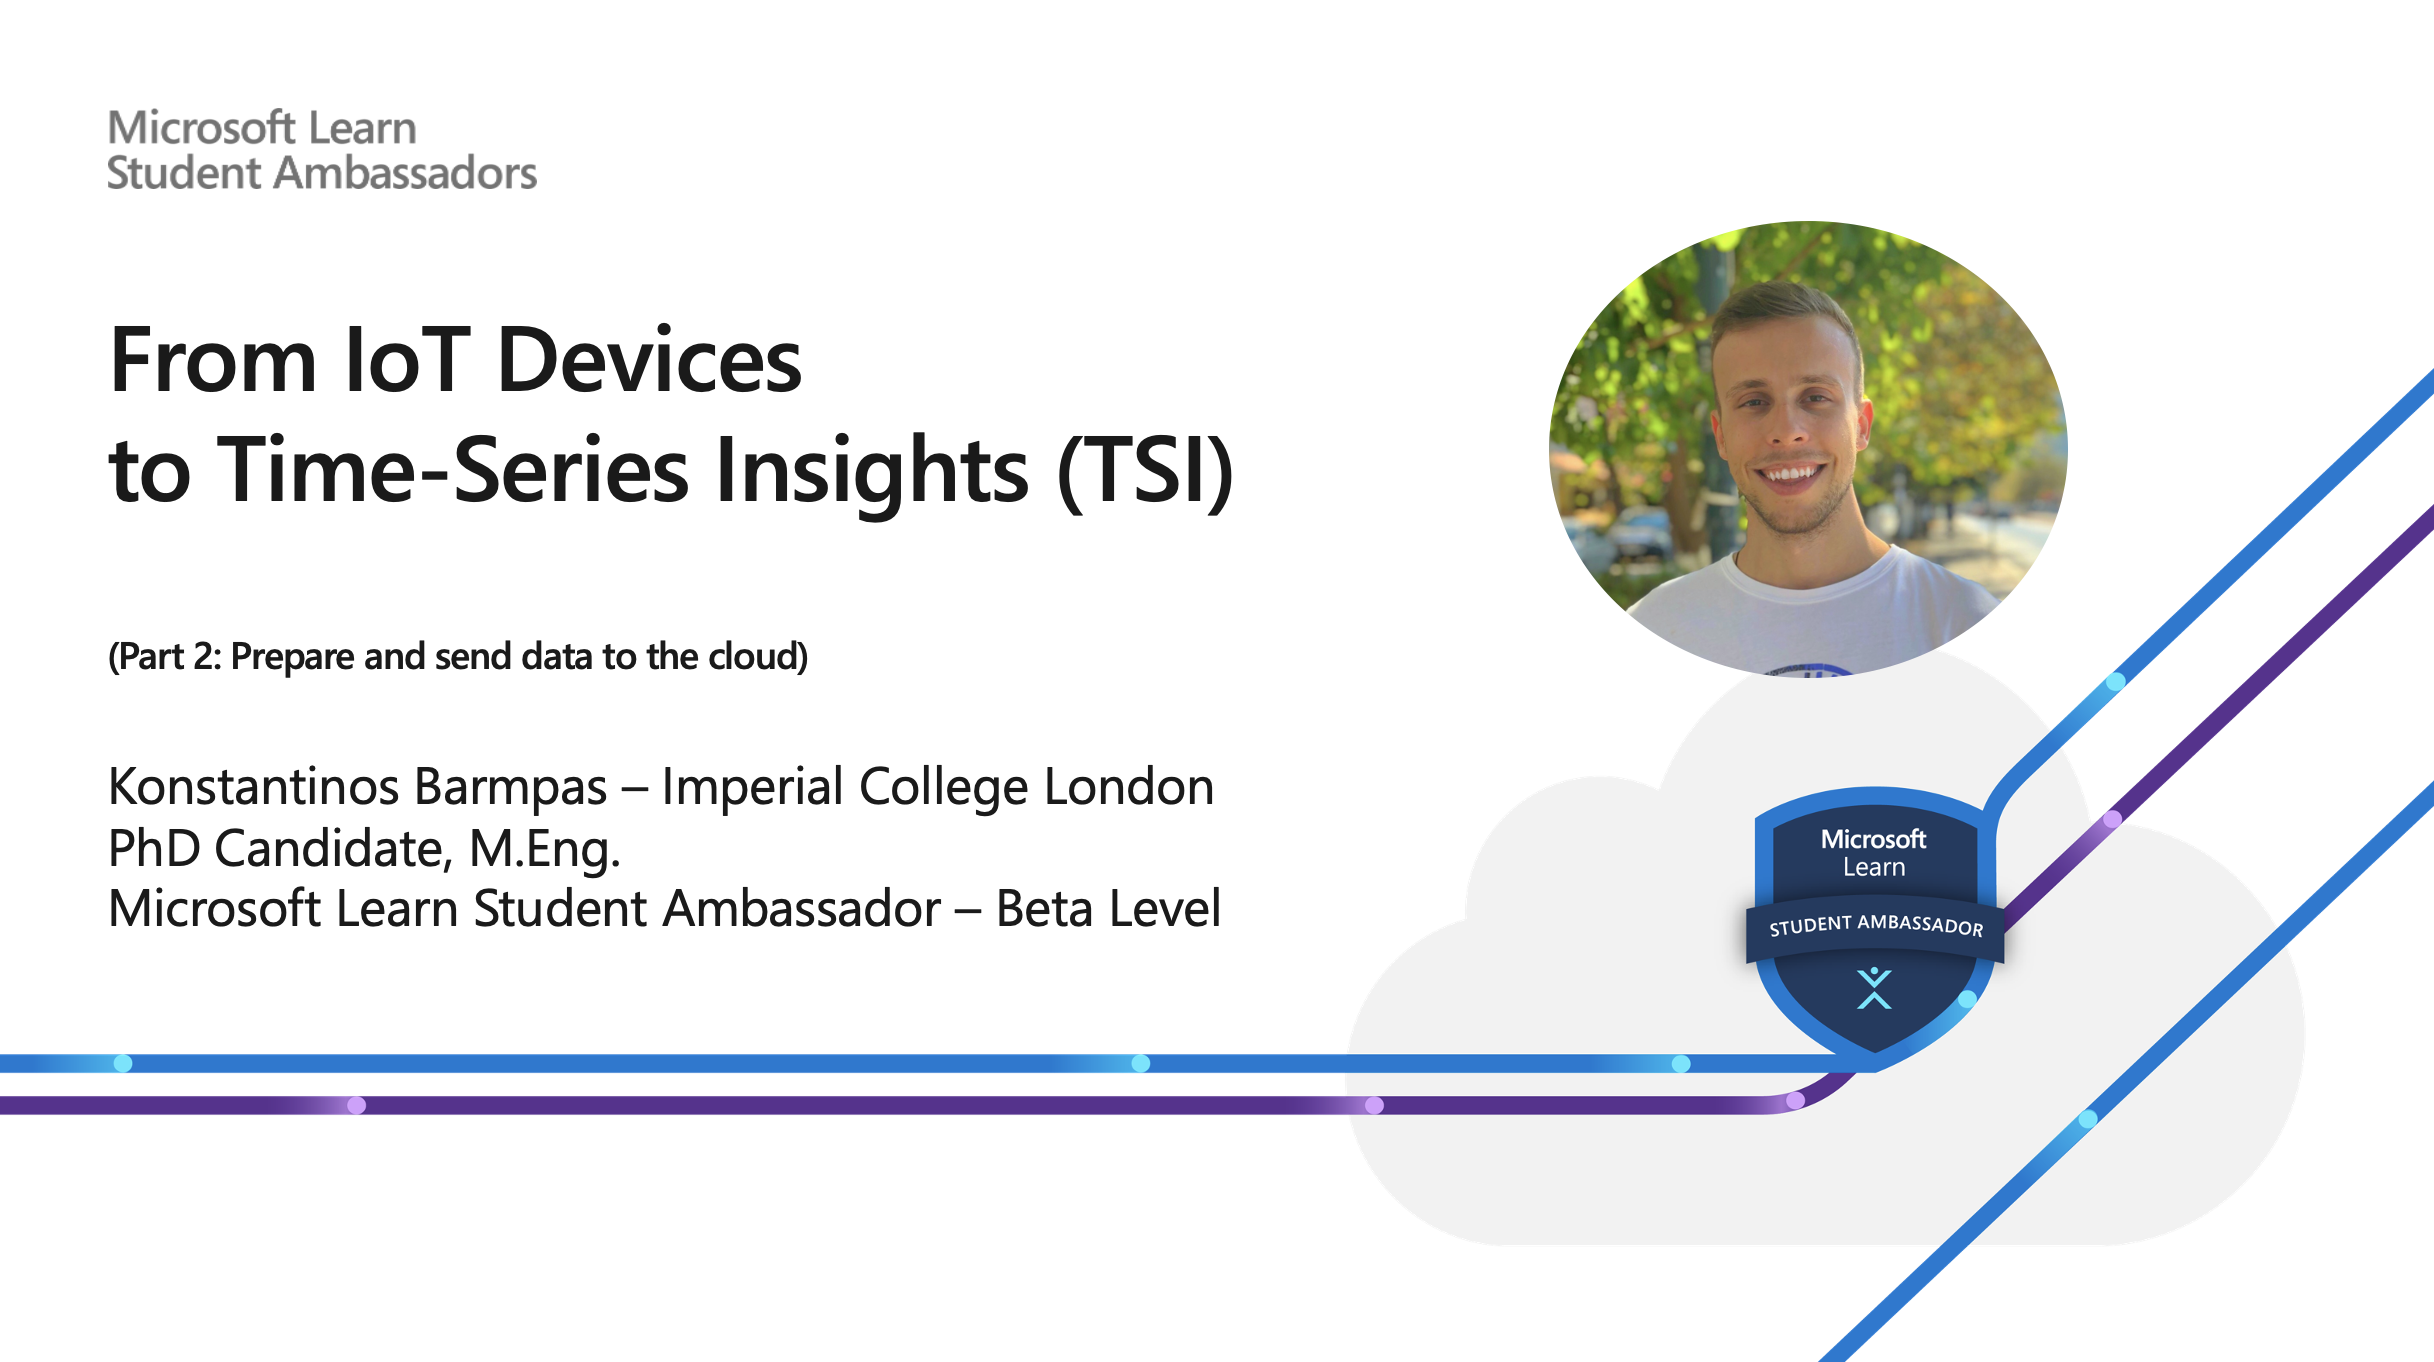 Microsoft Learn
Student Ambassadors
From IoT Devices
to Time-Series Insights (TSI)
(Part 2: Prepare and send data to the cloud)
Konstantinos Barmpas – Imperial College London
PhD Candidate, M.Eng.
Microsoft Learn Student Ambassador – Beta Level
Microsoft
Learn
STUDENT AMBASSADOR